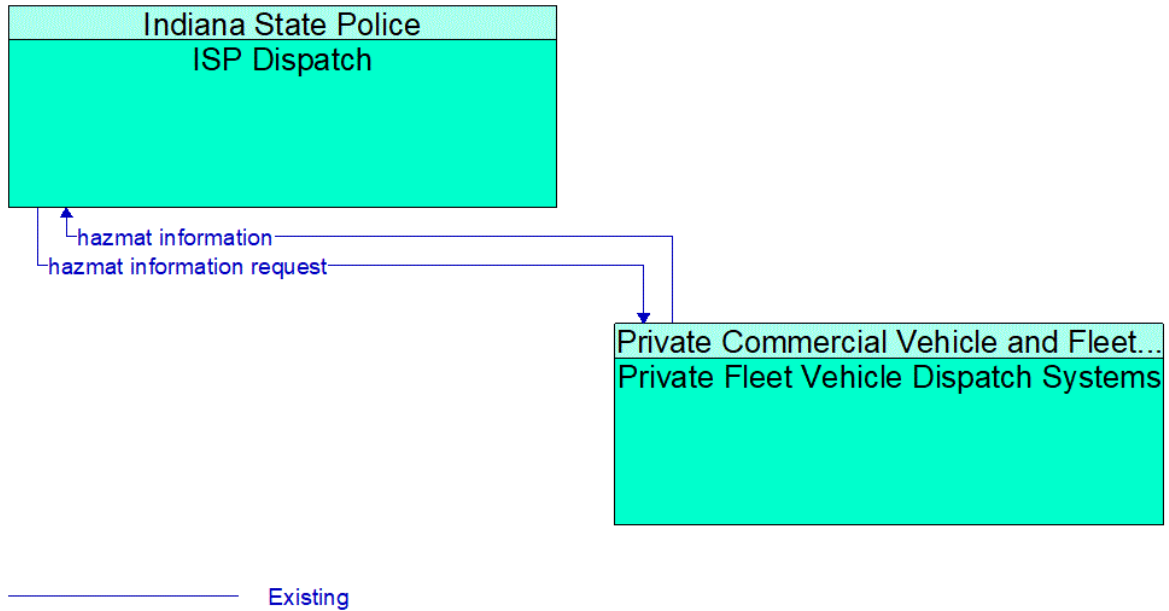 Indiana State Police
ISP Dispatch
hazmat information
hazmat information request
Private Commercial Vehicle and Fleet...
Private Fleet Vehicle Dispatch Systems
Existing